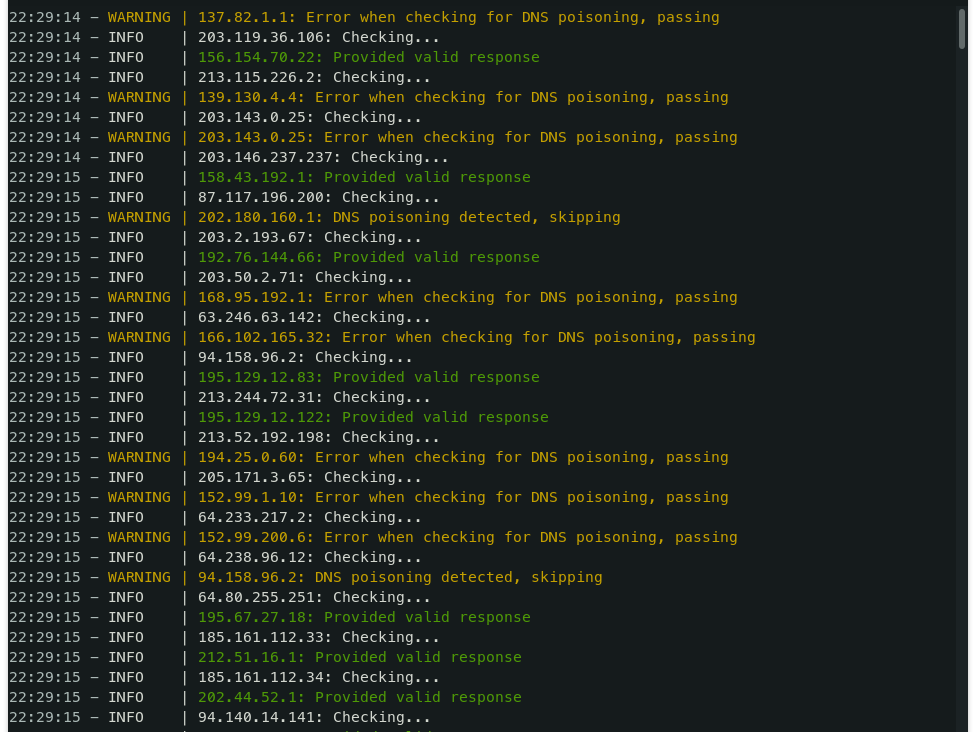 22:29:14 – WARNING | 137.82.1.1: Error when checking for DNS poisoning, passing
22:29:14 – INFO | 203.119.36.106: Checking...
22:29:14 – INFO | 156.154.70.22: Provided valid response
22:29:14 – INFO | 213.115.226.2: Checking...
22:29:14 – WARNING | 139.130.4.4: Error when checking for DNS poisoning, passing
22:29:14 – INFO | 203.143.0.25: Checking...
22:29:14 – WARNING | 203.143.0.25: Error when checking for DNS poisoning, passing
22:29:14 – INFO | 203.146.237.237: Checking...
22:29:15 – INFO | 158.43.192.1: Provided valid response
22:29:15 – INFO | 87.117.196.200: Checking...
22:29:15 – WARNING | 202.180.160.1: DNS poisoning detected, skipping
22:29:15 – INFO | 203.2.193.67: Checking...
22:29:15 – INFO | 192.76.144.66: Provided valid response
22:29:15 – INFO | 203.50.2.71: Checking...
22:29:15 – WARNING | 168.95.192.1: Error when checking for DNS poisoning, passing
22:29:15 – INFO | 63.246.63.142: Checking...
22:29:15 – WARNING | 166.102.165.32: Error when checking for DNS poisoning, passing
22:29:15 – INFO | 94.158.96.2: Checking...
22:29:15 – INFO | 195.129.12.83: Provided valid response
22:29:15 – INFO | 213.244.72.31: Checking...
22:29:15 – INFO | 195.129.12.122: Provided valid response
22:29:15 – INFO | 213.52.192.198: Checking...
22:29:15 – WARNING | 194.25.0.60: Error when checking for DNS poisoning, passing
22:29:15 – INFO | 205.171.3.65: Checking...
22:29:15 – WARNING | 152.99.1.10: Error when checking for DNS poisoning, passing
22:29:15 – INFO | 64.233.217.2: Checking...
22:29:15 – WARNING | 152.99.200.6: Error when checking for DNS poisoning, passing
22:29:15 – INFO | 64.238.96.12: Checking...
22:29:15 – WARNING | 94.158.96.2: DNS poisoning detected, skipping
22:29:15 – INFO | 64.80.255.251: Checking...
22:29:15 – INFO | 195.67.27.18: Provided valid response
22:29:15 – INFO | 185.161.112.33: Checking...
22:29:15 – INFO | 212.51.16.1: Provided valid response
22:29:15 – INFO | 185.161.112.34: Checking...
22:29:15 – INFO | 202.44.52.1: Provided valid response
22:29:15 – INFO | 94.140.14.141: Checking...